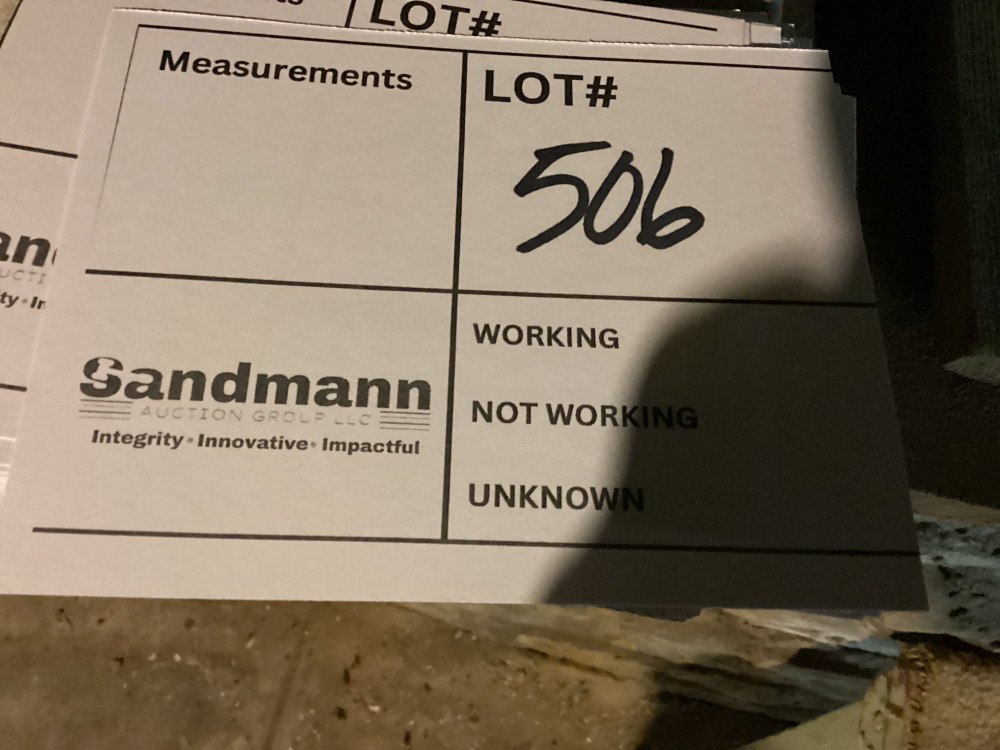 LOT#
Measurements
LOT#
506
WORKING
NOT WORKING
UNKNOWN
Sandmann
AUCTION GROUP LLC
Integrity • Innovative • Impactful